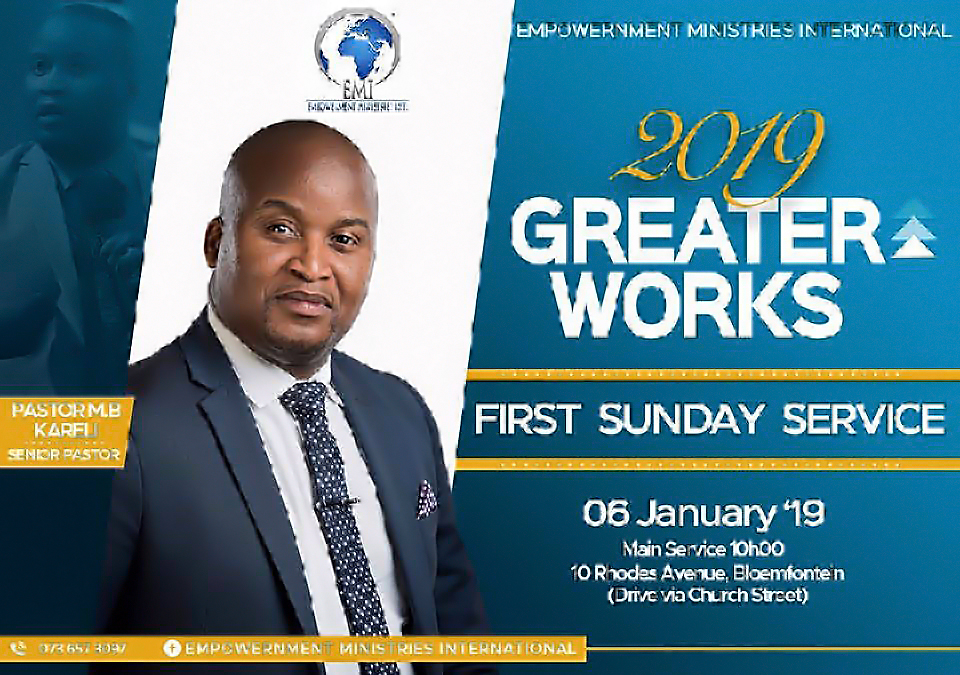 EMPOWERNMENT MINISTRIES INTERNATIONAL
EMI
2019
GREATER
WORKS
FIRST SUNDAY SERVICE
PASTOR M.B
SENIOR PASTOR
06 January '19
Main Service 10h00
10 Rhodes Avenue, Bloemfontein
(Drive via Church Street)
073 657 3097
EMPOWERNMENT MINISTRIES INTERNATIONAL